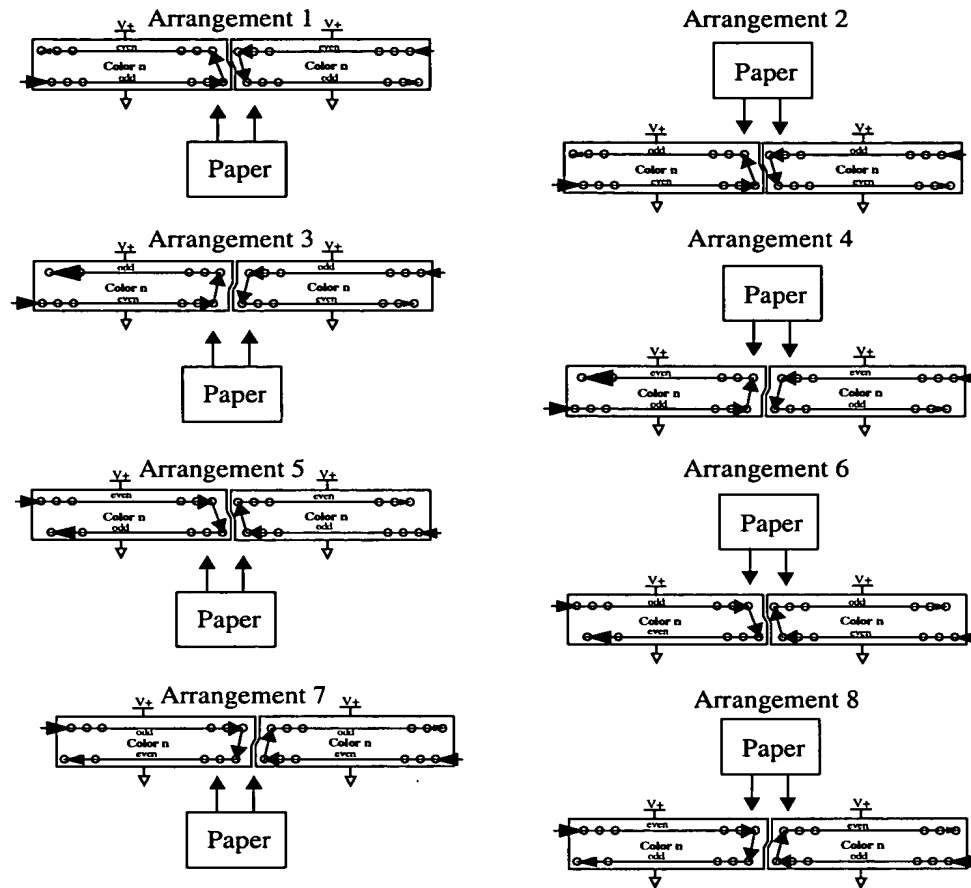 Arrangement 1
V+ V+
even even
Color n Color n
odd odd
Paper
Arrangement 2
Paper
V+ V+
odd odd
Color n Color n
even even
Arrangement 3
V+ V+
odd odd
Color n Color n
even even
Paper
Arrangement 4
Paper
V+ V+
even even
Color n Color n
odd odd
Arrangement 5
V+ V+
even even
Color n Color n
odd odd
Paper
Arrangement 6
Paper
V+ V+
odd odd
Color n Color n
even even
Arrangement 7
V+ V+
odd odd
Color n Color n
even even
Paper
Arrangement 8
Paper
V+ V+
even even
Color n Color n
odd odd